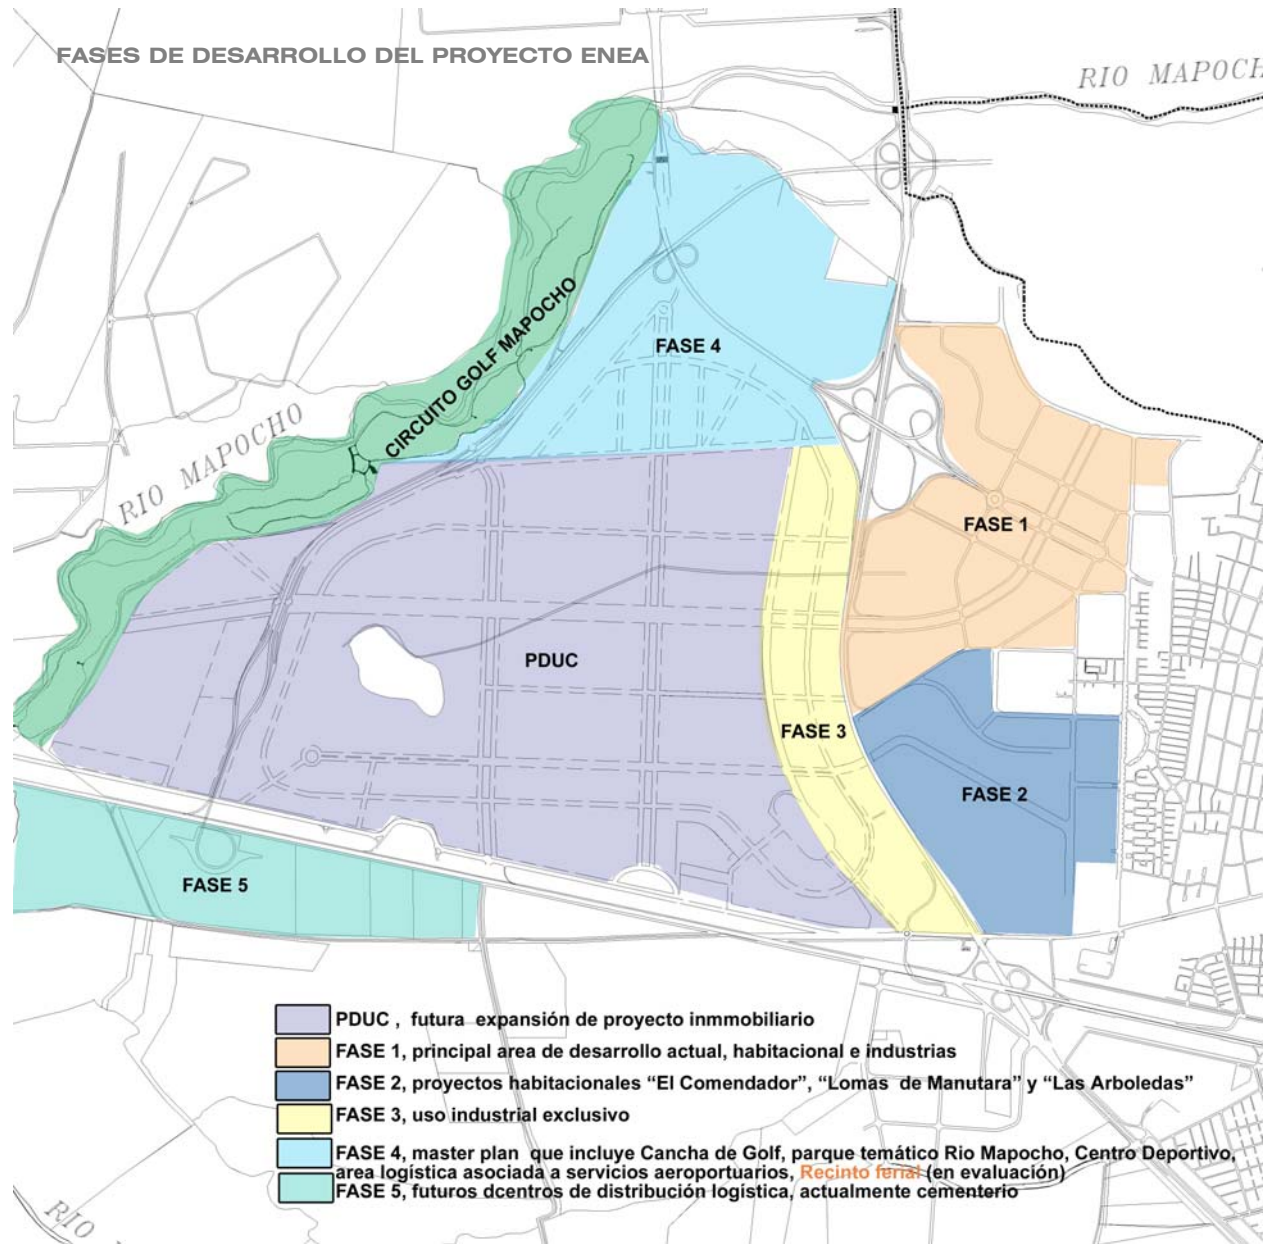 FASES DE DESARROLLO DEL PROYECTO ENEA
RIO MAPOCH
FASE 4
CIRCUITO GOLF MAPOCHO
RIO MAPOCHO
FASE 1
PDUC
FASE 3
FASE 2
FASE 5
PDUC , futura expansión de proyecto inmmobiliario
FASE 1, principal area de desarrollo actual, habitacional e industrias
FASE 2, proyectos habitacionales “El Comendador”, “Lomas de Manutara” y “Las Arboledas”
FASE 3, uso industrial exclusivo
FASE 4, master plan que incluye Cancha de Golf, parque temático Rio Mapocho, Centro Deportivo,
area logística asociada a servicios aeroportuarios, Recinto ferial (en evaluación)
FASE 5, futuros dcentros de distribución logística, actualmente cementerio
RIO